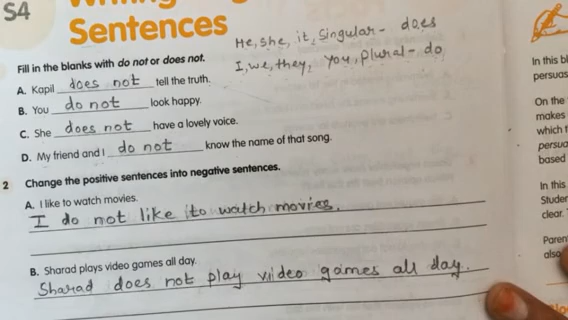 S4
Sentences
He, she, it, Singular - does
I, we, they, You, plural - do
Fill in the blanks with do not or does not.
A. Kapil does not tell the truth.
B. You do not look happy.
C. She does not have a lovely voice.
D. My friend and I do not know the name of that song.
2 Change the positive sentences into negative sentences.
A. I like to watch movies.
I do not like to watch movies.
B. Sharad plays video games all day.
Sharad does not play video games all day.
In this bl
persuas
On the
makes
which t
persua
based
In this
Studen
clear.
Paren
also